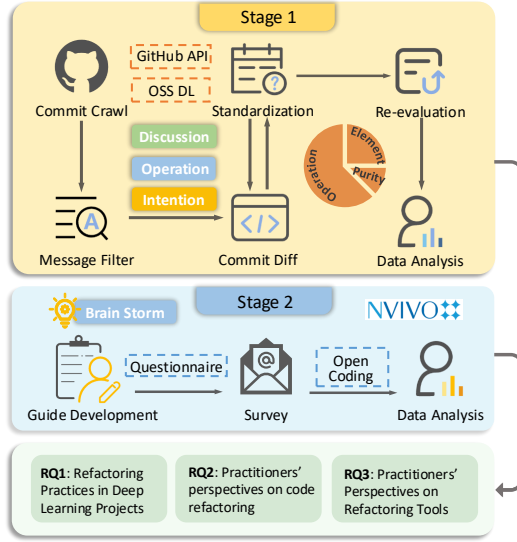 Stage 1
GitHub API
OSS DL
Commit Crawl
Standardization
Re-evaluation
Discussion
Operation
Intention
Operation
Element
Purity
A
</>
Message Filter
Commit Diff
Data Analysis
Stage 2
Brain Storm
NVIVO
Questionnaire
@
Open
Coding
Guide Development
Survey
Data Analysis
RQ1: Refactoring
Practices in Deep
Learning Projects
RQ2: Practitioners’
perspectives on code
refactoring
RQ3: Practitioners’
Perspectives on
Refactoring Tools